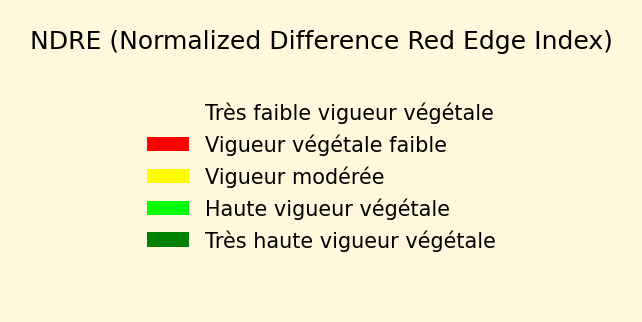 NDRE (Normalized Difference Red Edge Index)
Très faible vigueur végétale
Vigueur végétale faible
Vigueur modérée
Haute vigueur végétale
Très haute vigueur végétale